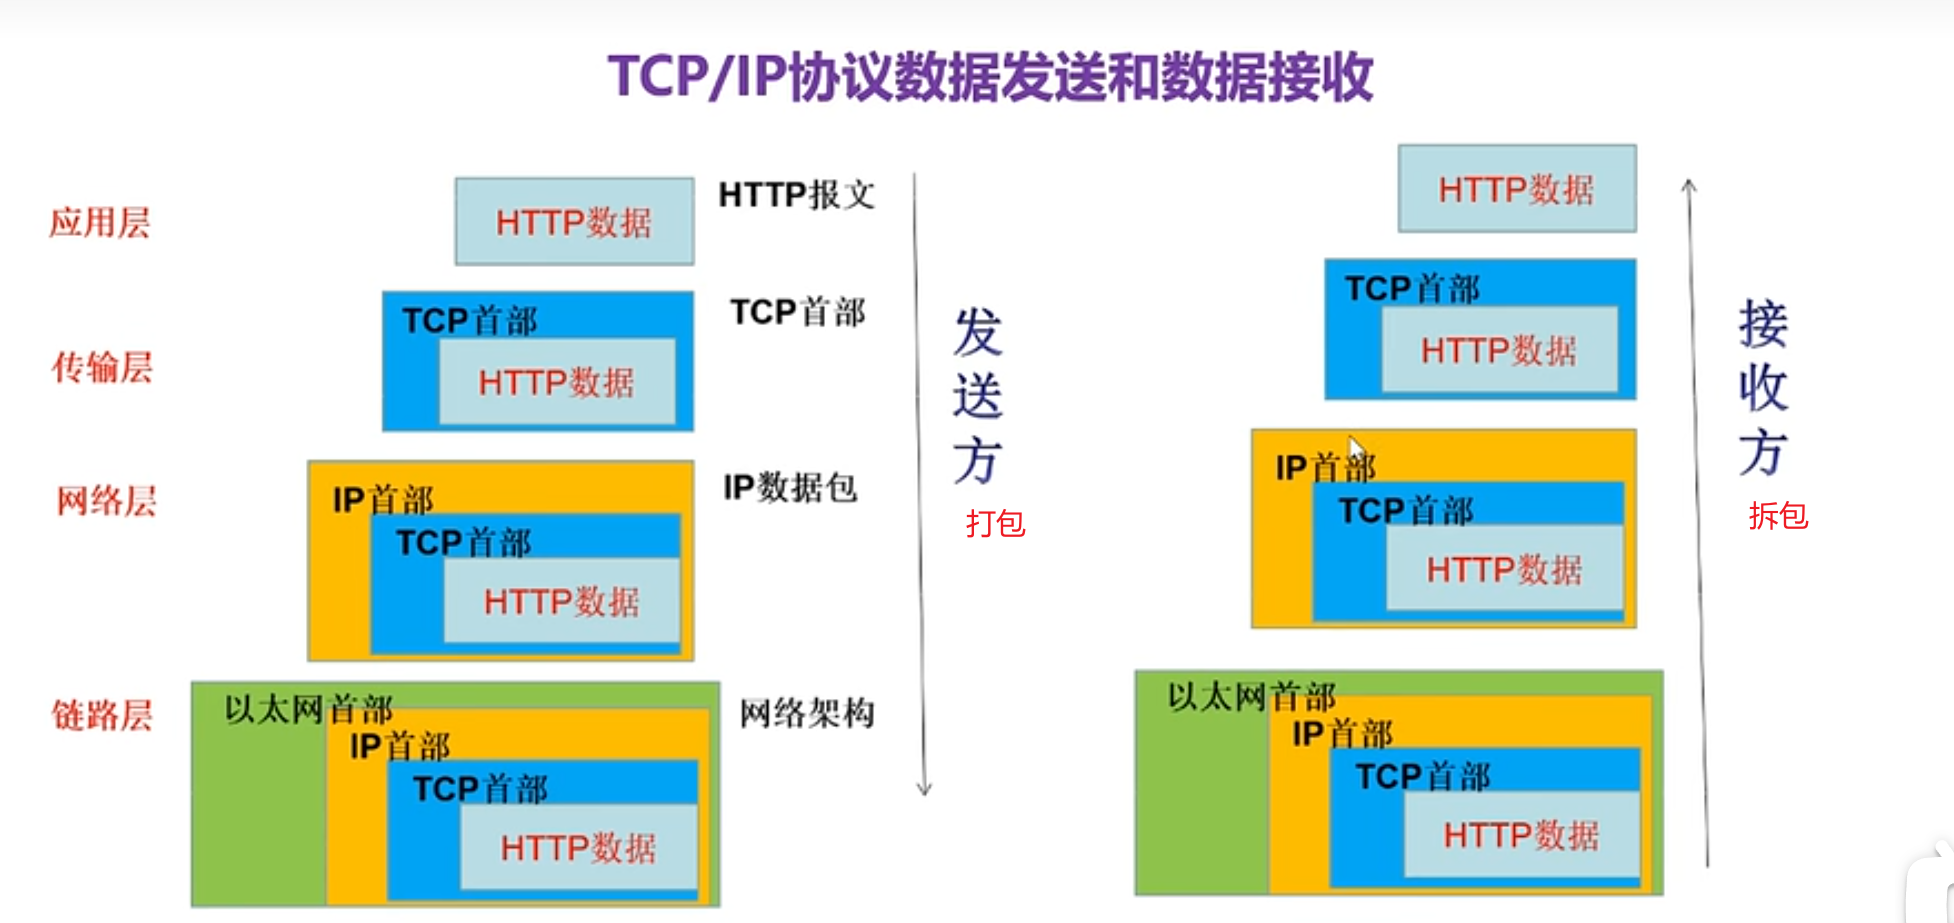 TCP/IP协议数据发送和数据接收
应用层
HTTP数据
HTTP报文
传输层
TCP首部
HTTP数据
TCP首部
网络层
IP首部
TCP首部
HTTP数据
IP数据包
链路层
以太网首部
IP首部
TCP首部
HTTP数据
网络架构
发送方
打包
HTTP数据
TCP首部
HTTP数据
IP首部
TCP首部
HTTP数据
以太网首部
IP首部
TCP首部
HTTP数据
接收方
拆包